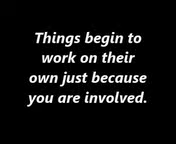 Things begin to
work on their
own just because
you are involved.